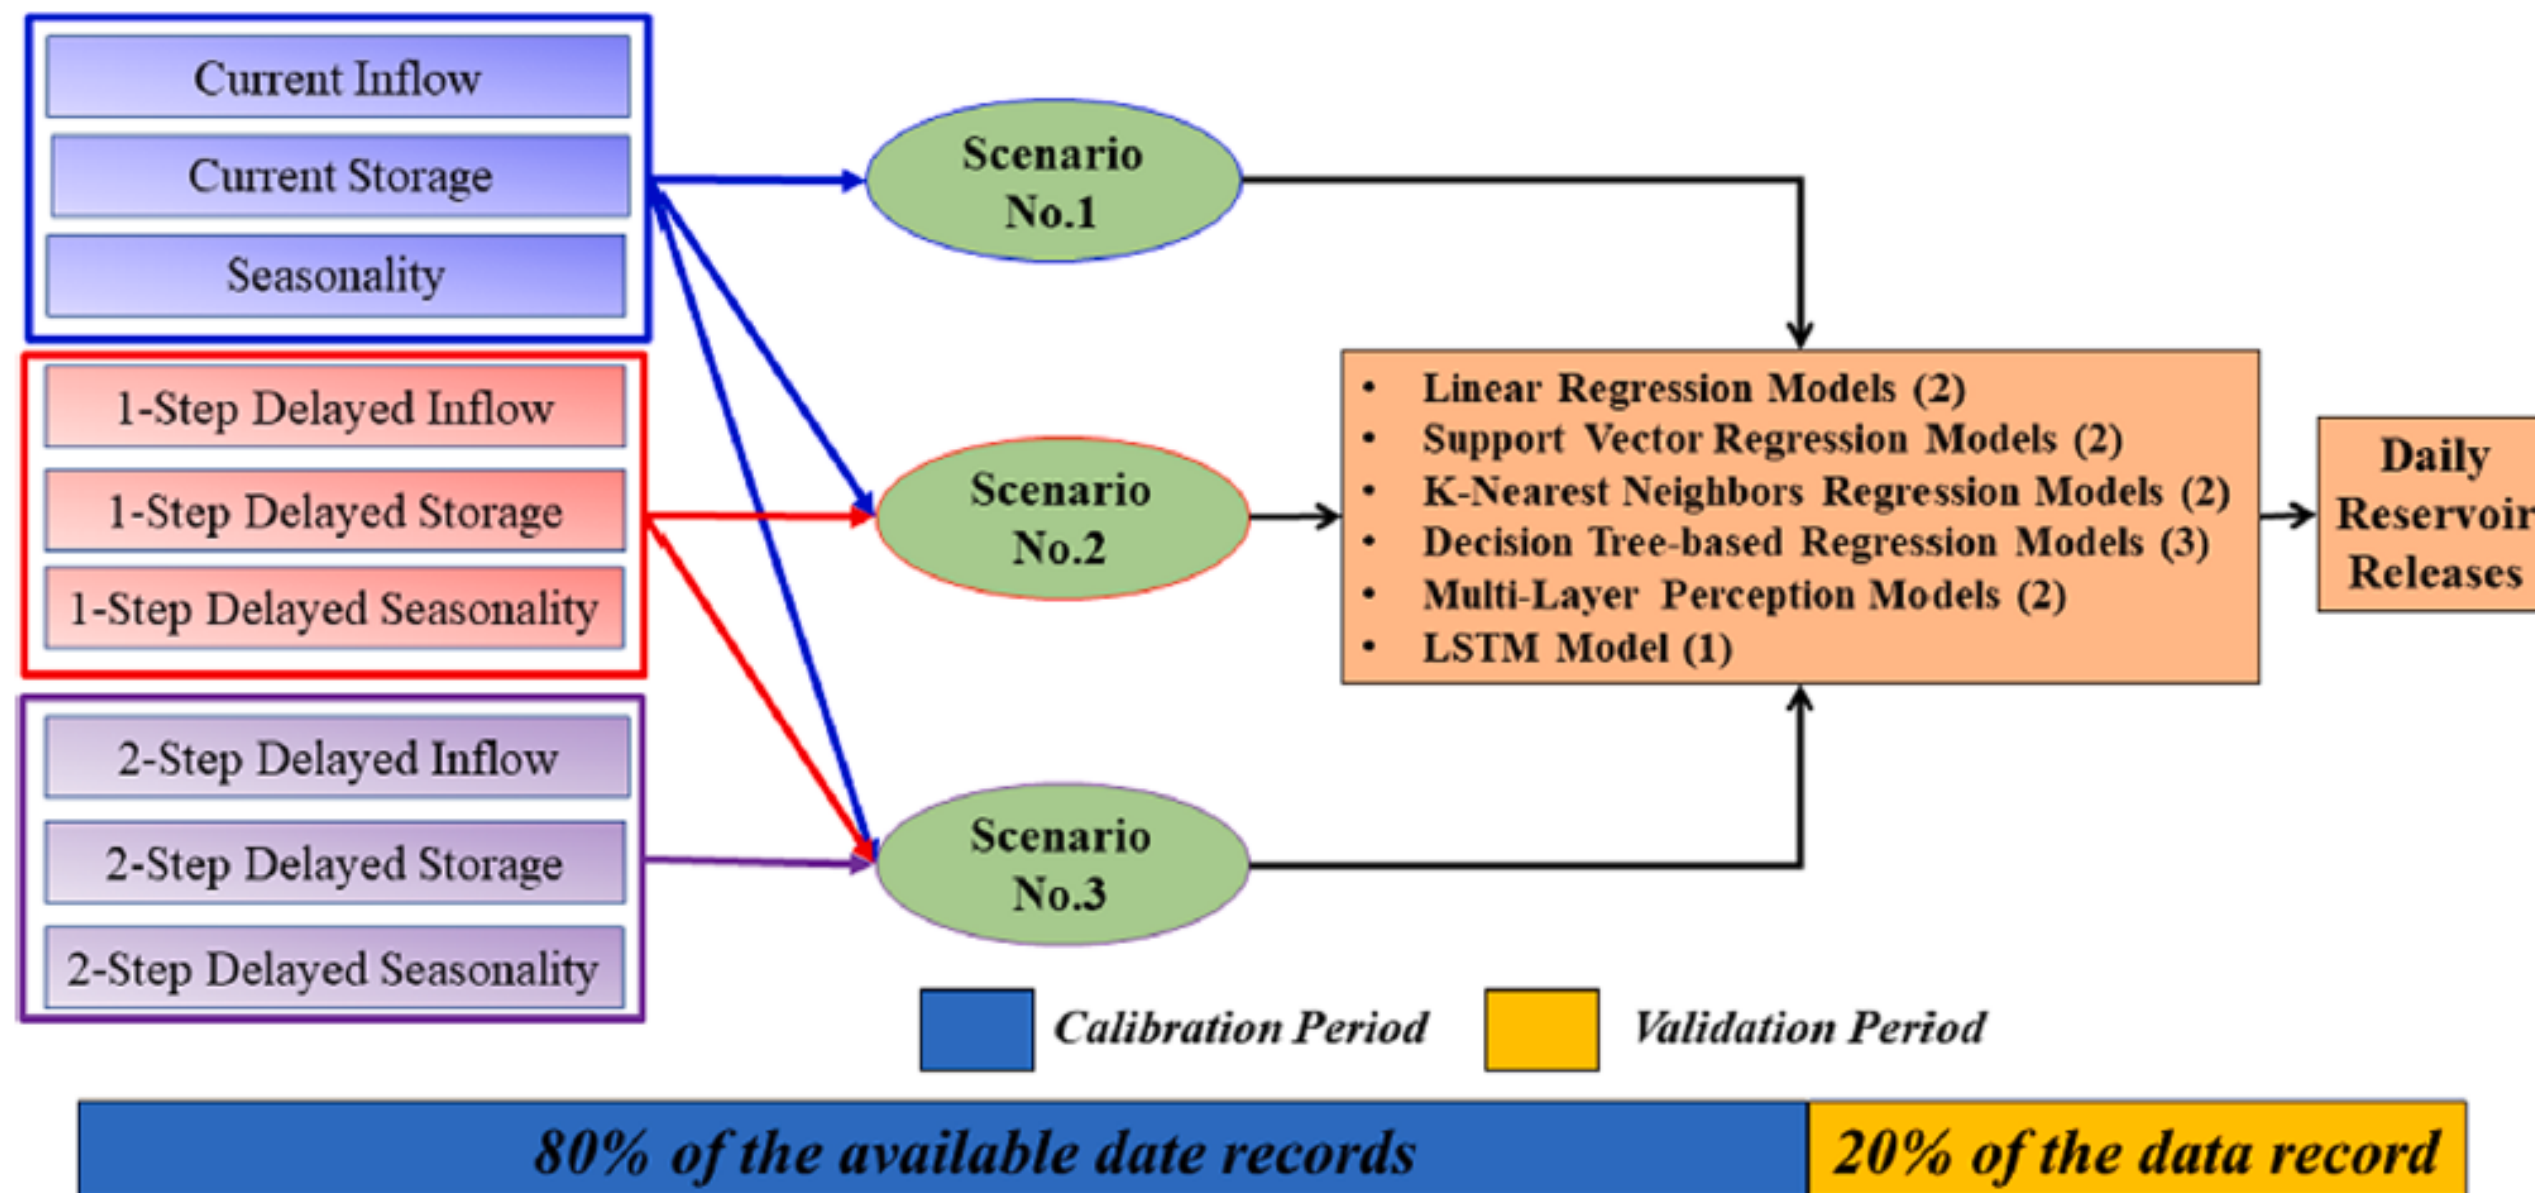 Current Inflow
Current Storage
Seasonality
1-Step Delayed Inflow
1-Step Delayed Storage
1-Step Delayed Seasonality
2-Step Delayed Inflow
2-Step Delayed Storage
2-Step Delayed Seasonality
Scenario
No.1
Scenario
No.2
Scenario
No.3
• Linear Regression Models (2)
• Support Vector Regression Models (2)
• K-Nearest Neighbors Regression Models (2)
• Decision Tree-based Regression Models (3)
• Multi-Layer Perception Models (2)
• LSTM Model (1)
Daily
Reservoir
Releases
Calibration Period
Validation Period
80% of the available date records
20% of the data record